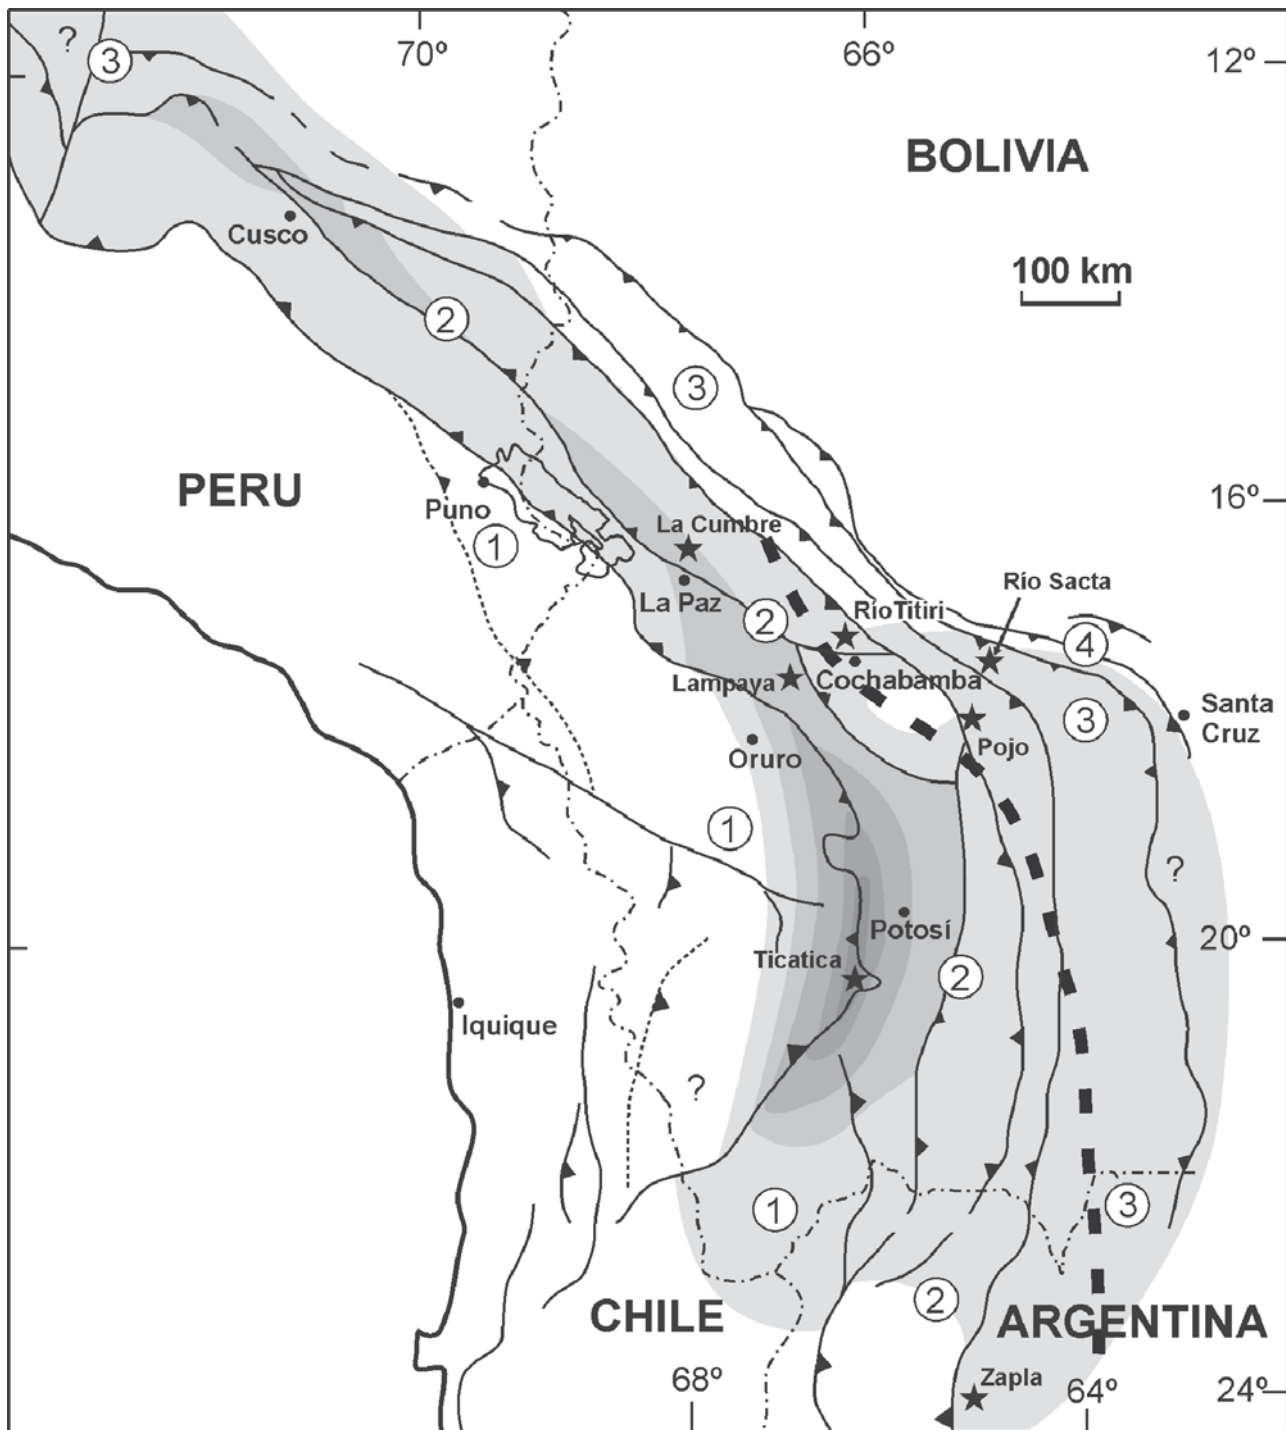 ?
3
70º
66º
12º
BOLIVIA
Cusco
100 km
2
3
16º
PERU
Puno
1
La Cumbre
La Paz
2
Río Titiri
Río Sacta
4
Lampaya
Cochabamba
3
Santa
Cruz
Oruro
Pojo
1
?
Potosí
20º
Ticatica
2
Iquique
?
1
3
2
CHILE
ARGENTINA
68º
Zapla
64º
24º